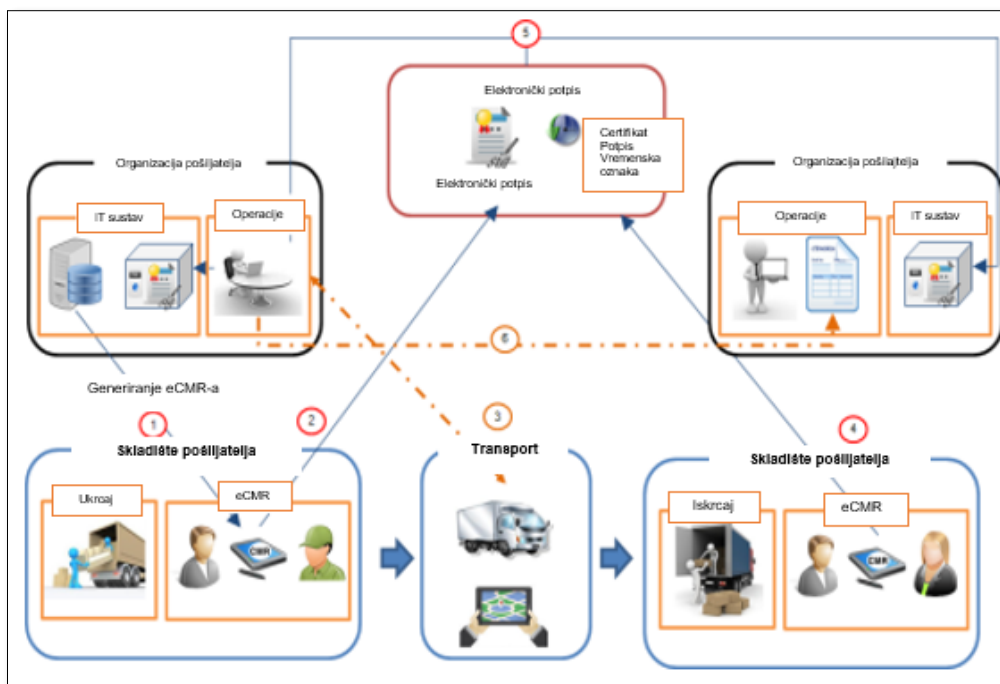 5
Elektronički potpis
Certifikat
Potpis
Vremenska
oznaka
Elektronički potpis
Organizacija pošiljatelja
IT sustav
Operacije
Organizacija pošilajtelja
Operacije
IT sustav
6
Generiranje eCMR-a
1
2
3
4
Skladište pošiljatelja
Ukrcaj
eCMR
CMR
Transport
Skladište pošiljatelja
Iskrcaj
eCMR
CMR